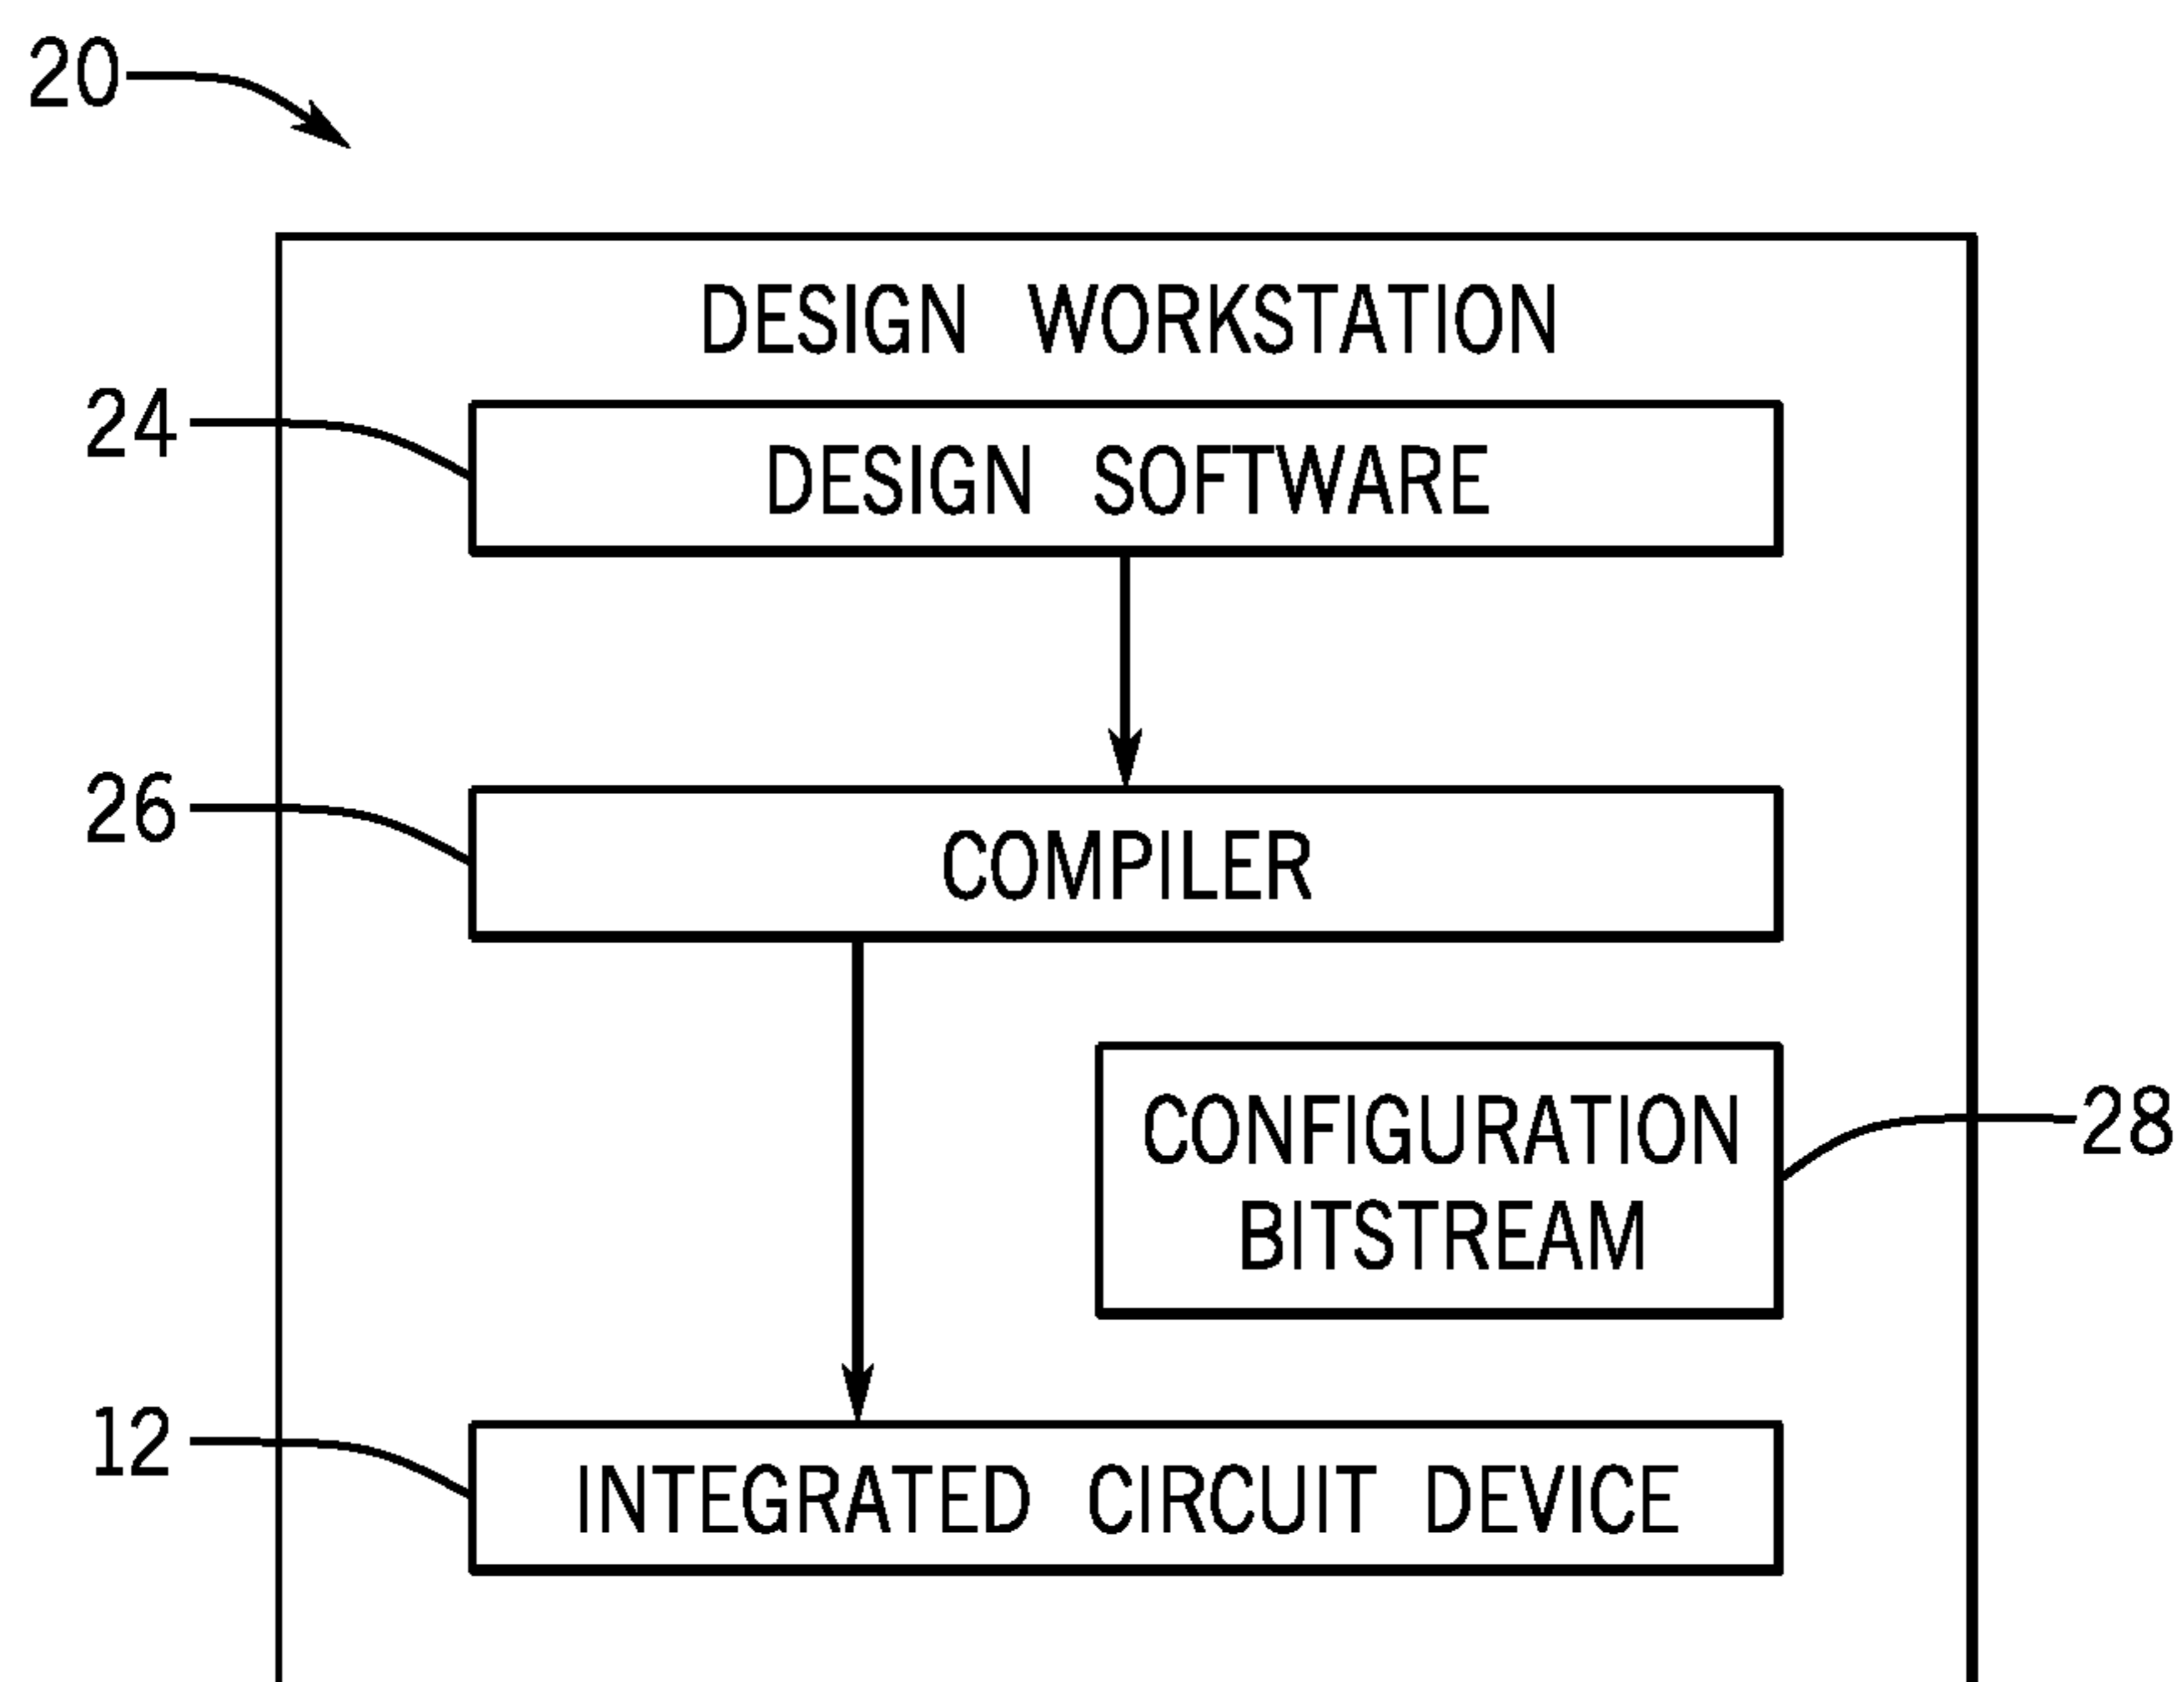 20
DESIGN WORKSTATION
24
DESIGN SOFTWARE
26
COMPILER
CONFIGURATION
BITSTREAM
28
12
INTEGRATED CIRCUIT DEVICE